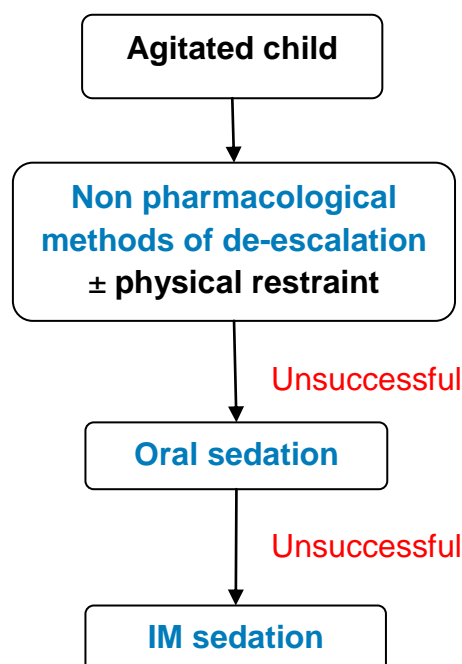 Agitated child
Non pharmacological
methods of de-escalation
± physical restraint
Unsuccessful
Oral sedation
Unsuccessful
IM sedation